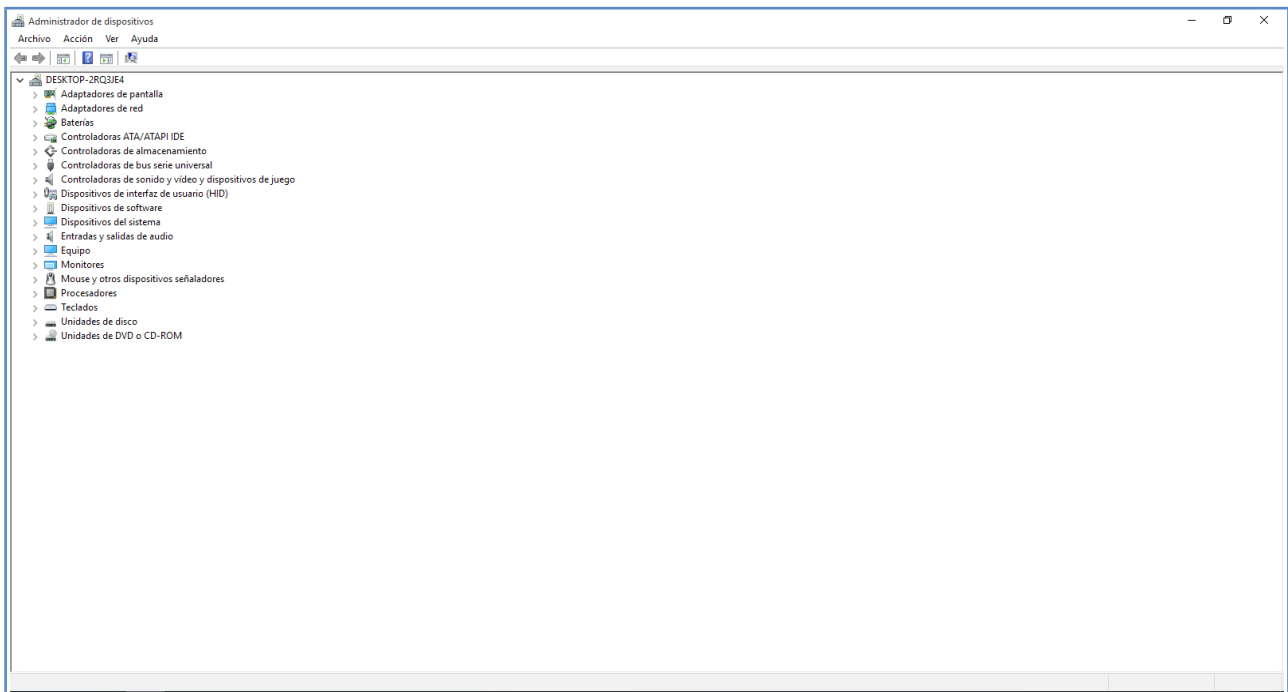 Administrador de dispositivos
Archivo Acción Ver Ayuda
DESKTOP-2RQ3JE4
Adaptadores de pantalla
Adaptadores de red
Baterías
Controladoras ATA/ATAPI IDE
Controladoras de almacenamiento
Controladoras de bus serie universal
Controladoras de sonido y vídeo y dispositivos de juego
Dispositivos de interfaz de usuario (HID)
Dispositivos de software
Dispositivos del sistema
Entradas y salidas de audio
Equipo
Monitores
Mouse y otros dispositivos señaladores
Procesadores
Teclados
Unidades de disco
Unidades de DVD o CD-ROM